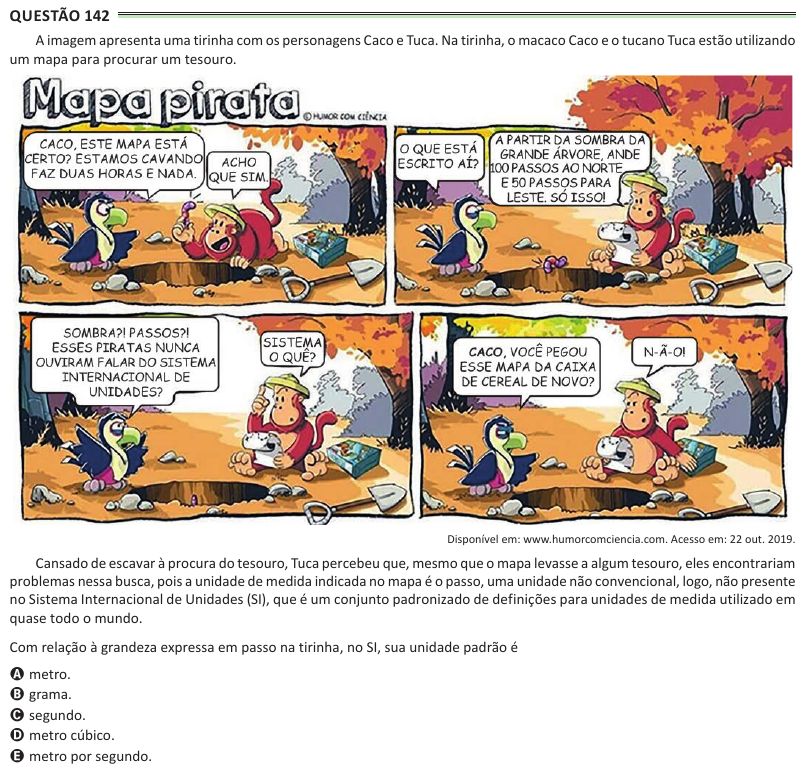 QUESTÃO 142
A imagem apresenta uma tirinha com os personagens Caco e Tuca. Na tirinha, o macaco Caco e o tucano Tuca estão utilizando
um mapa para procurar um tesouro.
Mapa pirata
© HUMOR COM CIÊNCIA
CACO, ESTE MAPA ESTÁ
CERTO? ESTAMOS CAVANDO
FAZ DUAS HORAS E NADA.
ACHO
QUE SIM.
O QUE ESTÁ
ESCRITO AÍ?
A PARTIR DA SOMBRA DA
GRANDE ÁRVORE, ANDE
100 PASSOS AO NORTE
E 50 PASSOS PARA
LESTE. SÓ ISSO!
SOMBRA?! PASSOS?!
ESSES PIRATAS NUNCA
OUVIRAM FALAR DO SISTEMA
INTERNACIONAL DE
UNIDADES?
SISTEMA
O QUÊ?
CACO, VOCÊ PEGOU
ESSE MAPA DA CAIXA
DE CEREAL DE NOVO?
N-Ã-O!
Disponível em: www.humorcomciencia.com. Acesso em: 22 out. 2019.
Cansado de escavar à procura do tesouro, Tuca percebeu que, mesmo que o mapa levasse a algum tesouro, eles encontrariam
problemas nessa busca, pois a unidade de medida indicada no mapa é o passo, uma unidade não convencional, logo, não presente
no Sistema Internacional de Unidades (SI), que é um conjunto padronizado de definições para unidades de medida utilizado em
quase todo o mundo.
Com relação à grandeza expressa em passo na tirinha, no SI, sua unidade padrão é
A metro.
B grama.
C segundo.
D metro cúbico.
E metro por segundo.